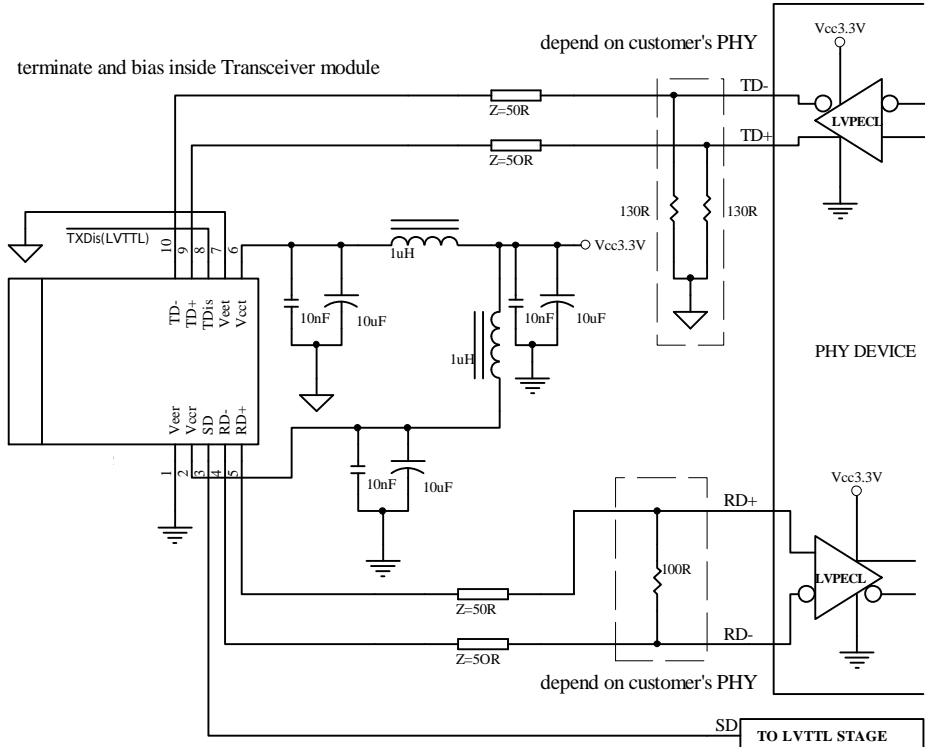 Vcc3.3V
depend on customer's PHY
terminate and bias inside Transceiver module
TD-
Z=50R
LVPECL
TD+
Z=5OR
130R
130R
TXDis(LVTTL)
10
9
8
7
6
1uH
Vcc3.3V
TD-
TD+
TDis
Veet
Vcct
10nF
10uF
10nF
10uF
1uH
PHY DEVICE
Veer
Vccr
SD
RD-
RD+
1
2
3
4
5
10nF
10uF
Vcc3.3V
RD+
100R
LVPECL
Z=50R
RD-
Z=5OR
depend on customer's PHY
SD
TO LVTTL STAGE